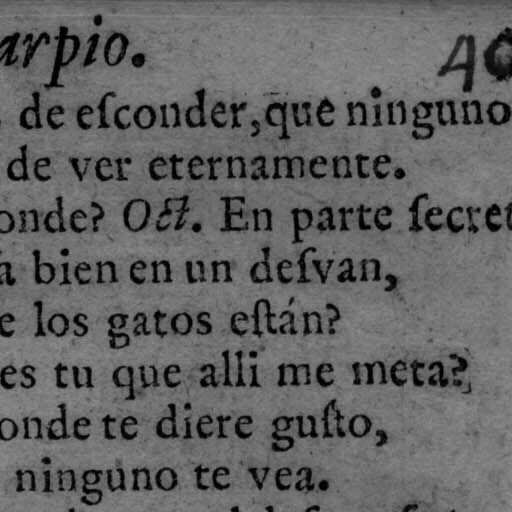 arpio. 40
de eſconder, que ninguno
de ver eternamente.
onde? Oct. En parte ſecret
à bien en un deſvan,
e los gatos eſtán?
es tu que alli me meta?
onde te diere guſto,
ninguno te vea.